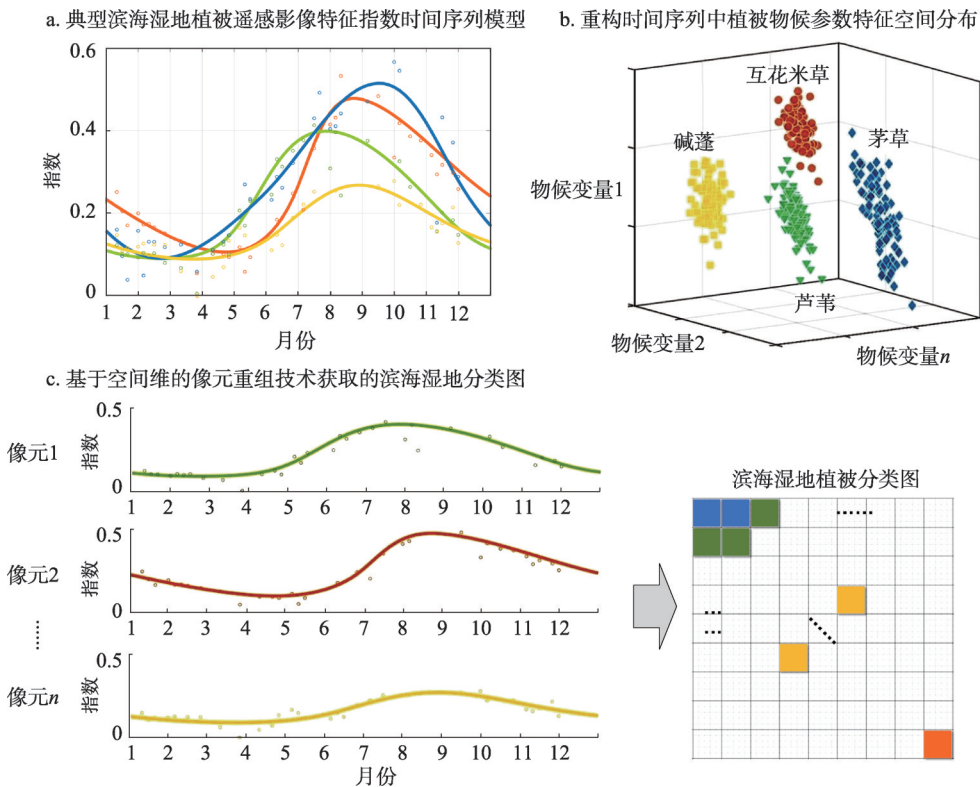 a. 典型滨海湿地植被遥感影像特征指数时间序列模型
0.6
0.4
0.2
0
指数
1 2 3 4 5 6 7 8 9 10 11 12
月份
b. 重构时间序列中植被物候参数特征空间分布
互花米草
碱蓬
茅草
物候变量1
芦苇
物候变量2
物候变量n
c. 基于空间维的像元重组技术获取的滨海湿地分类图
像元1
指数
0.5
0
1 2 3 4 5 6 7 8 9 10 11 12
像元2
指数
0.5
0
1 2 3 4 5 6 7 8 9 10 11 12
……
像元n
指数
0.5
0
1 2 3 4 5 6 7 8 9 10 11 12
月份
滨海湿地植被分类图